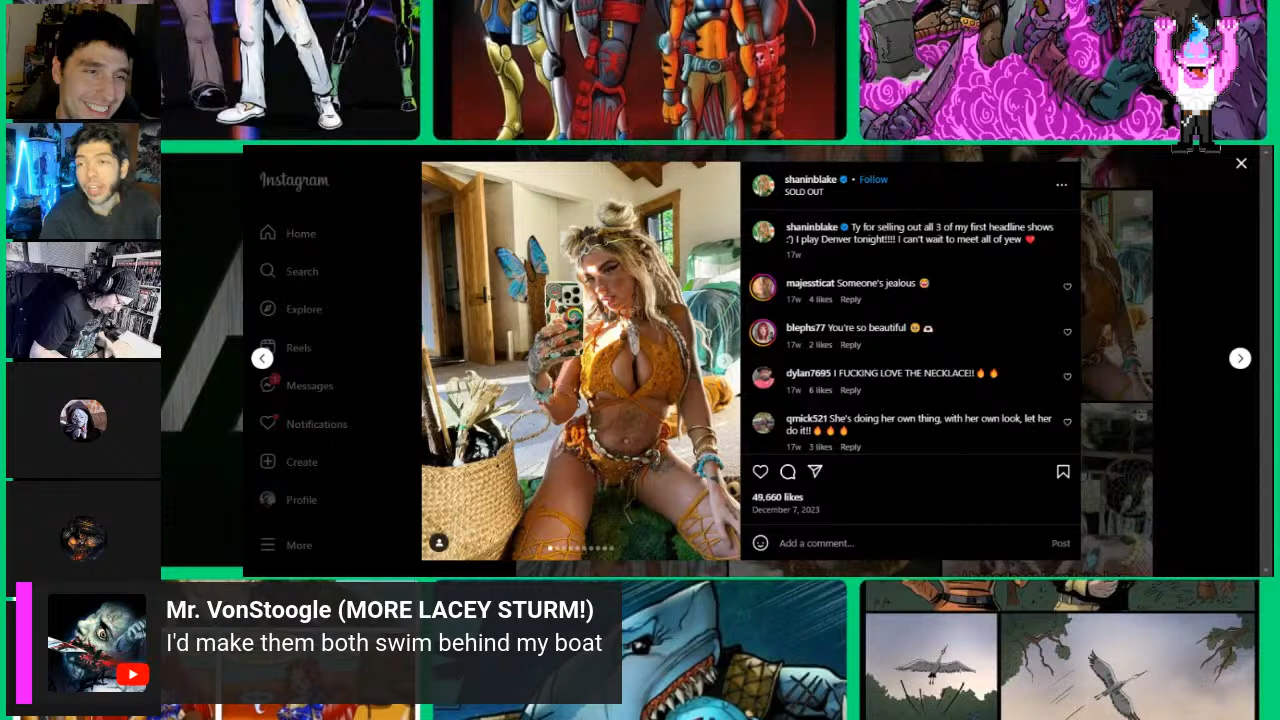 Instagram
Home
Search
Explore
Reels
Messages
Notifications
Create
Profile
More
shaninblake • Follow
SOLD OUT
shaninblake Ty for selling out all 3 of my first headline shows
:') I play Denver tonight!!!! I can't wait to meet all of yew ❤️
17w
majessticat Someone's jealous 😅
17w 4 likes Reply
blephs77 You're so beautiful 🥺🫶🏻
17w 2 likes Reply
dylan7695 I FUCKING LOVE THE NECKLACE!! 🔥🔥
17w 6 likes Reply
qmick521 She's doing her own thing, with her own look, let her
do it!! 🔥🔥🔥
17w 3 likes Reply
49,660 likes
December 7, 2023
Add a comment...
Post
Mr. VonStoogle (MORE LACEY STURM!)
I'd make them both swim behind my boat